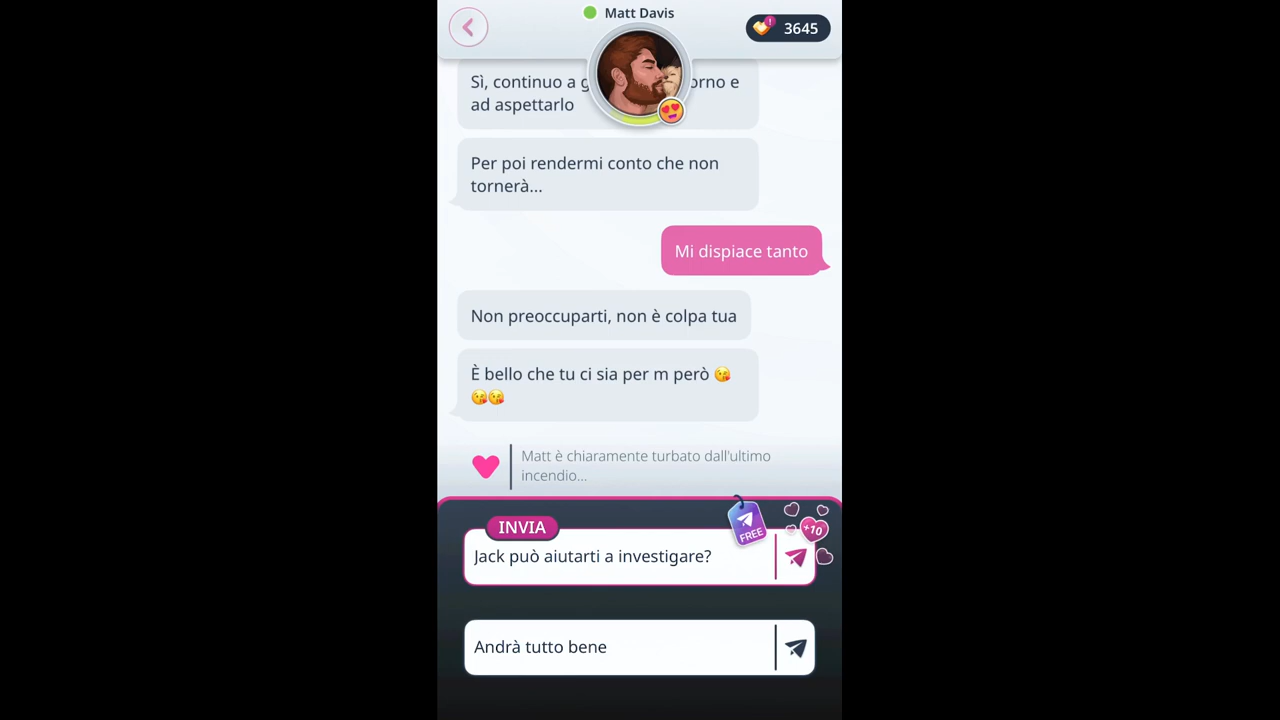 Matt Davis
3645
Sì, continuo a
orno e
ad aspettarlo
Per poi rendermi conto che non
tornerà...
Mi dispiace tanto
Non preoccuparti, non è colpa tua
È bello che tu ci sia per m però 😘
😘😘
Matt è chiaramente turbato dall'ultimo
incendio...
INVIA
FREE
+10
Jack può aiutarti a investigare?
Andrà tutto bene